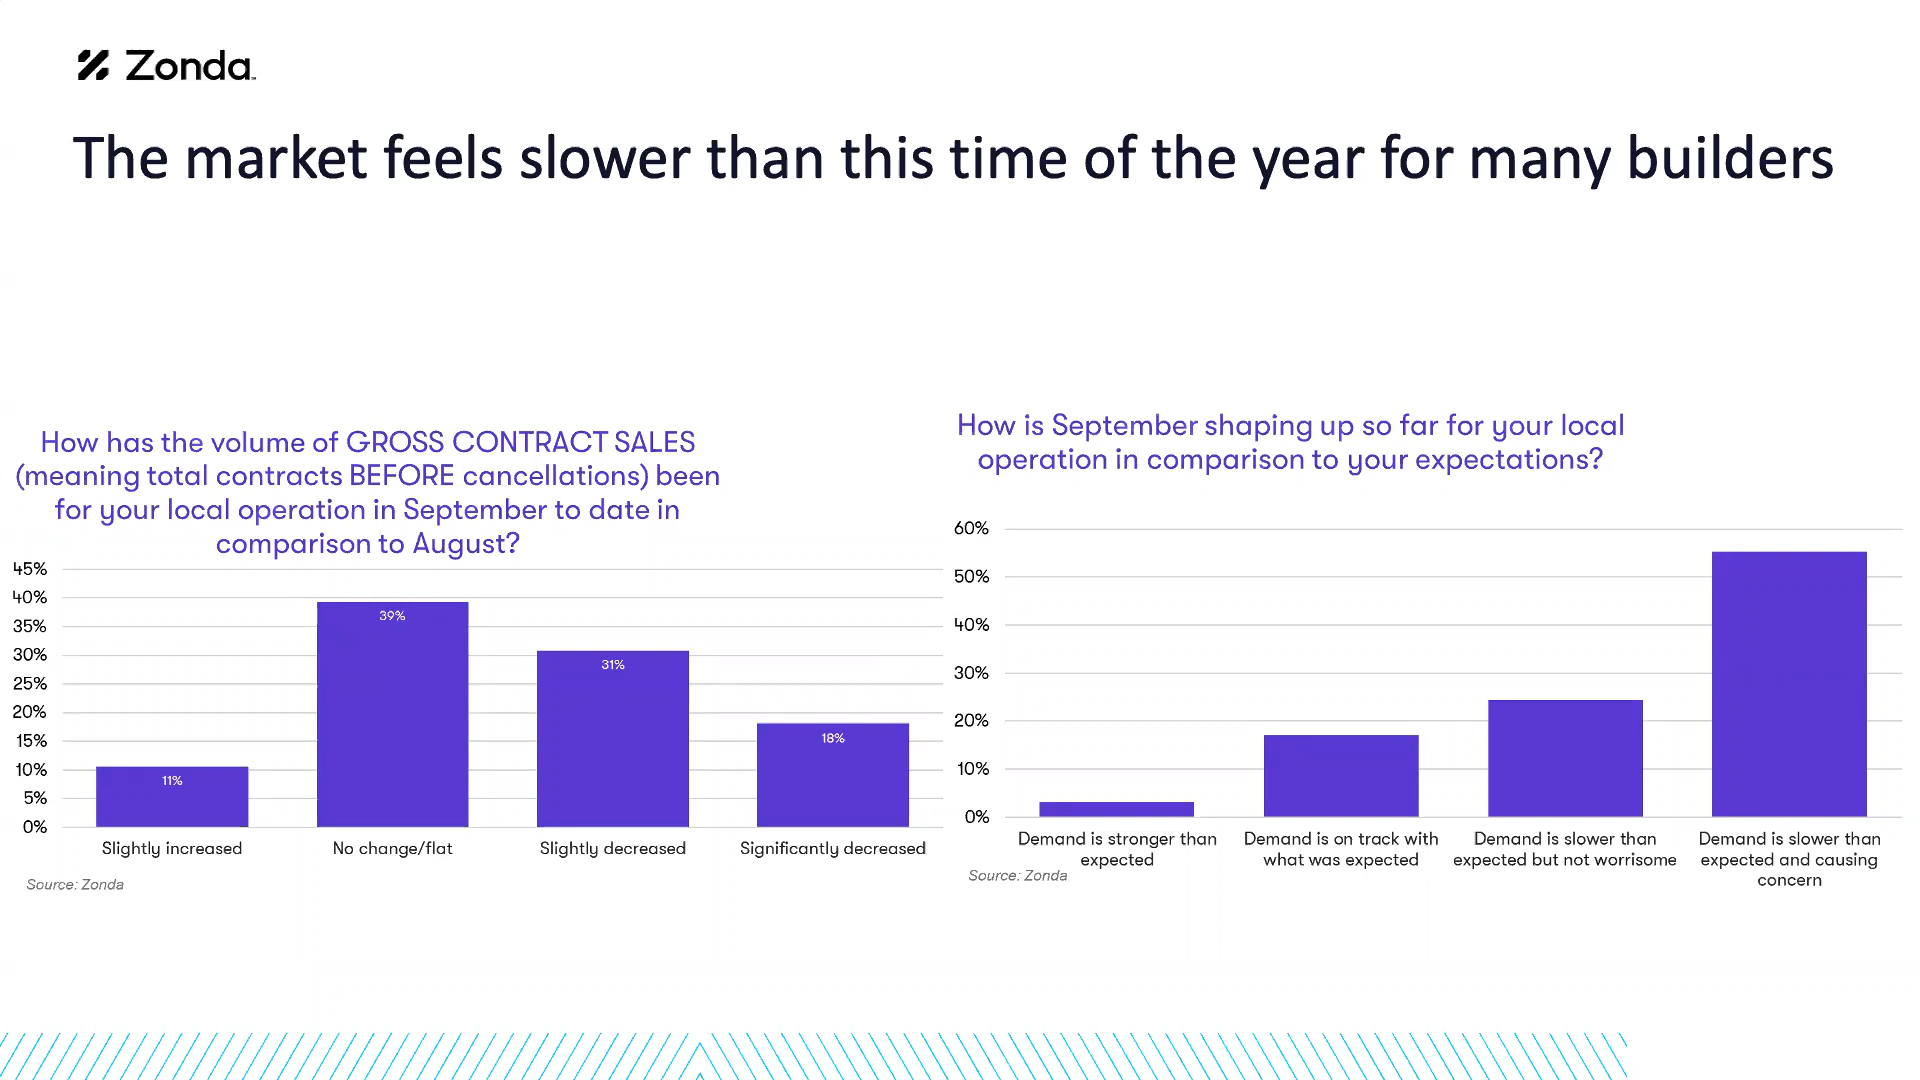 Zonda
The market feels slower than this time of the year for many builders
How has the volume of GROSS CONTRACT SALES
(meaning total contracts BEFORE cancellations) been
for your local operation in September to date in
comparison to August?
45%
40%
35%
30%
25%
20%
15%
10%
5%
0%
11%
39%
31%
18%
Slightly increased
No change/flat
Slightly decreased
Significantly decreased
Source: Zonda
How is September shaping up so far for your local
operation in comparison to your expectations?
60%
50%
40%
30%
20%
10%
0%
Demand is stronger than
expected
Demand is on track with
what was expected
Demand is slower than
expected but not worrisome
Demand is slower than
expected and causing
concern
Source: Zonda